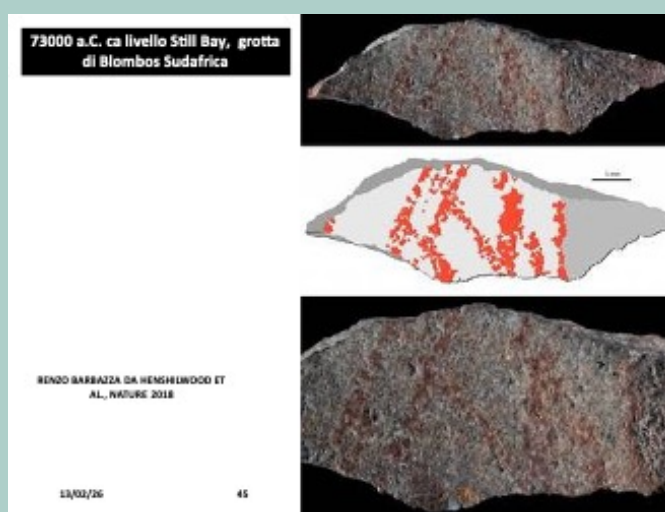 73000 a.C. ca livello Still Bay, grotta
di Blombos Sudafrica
RENZO BARBAZZA DA HENSHILWOOD ET
AL., NATURE 2018
13/02/26
45